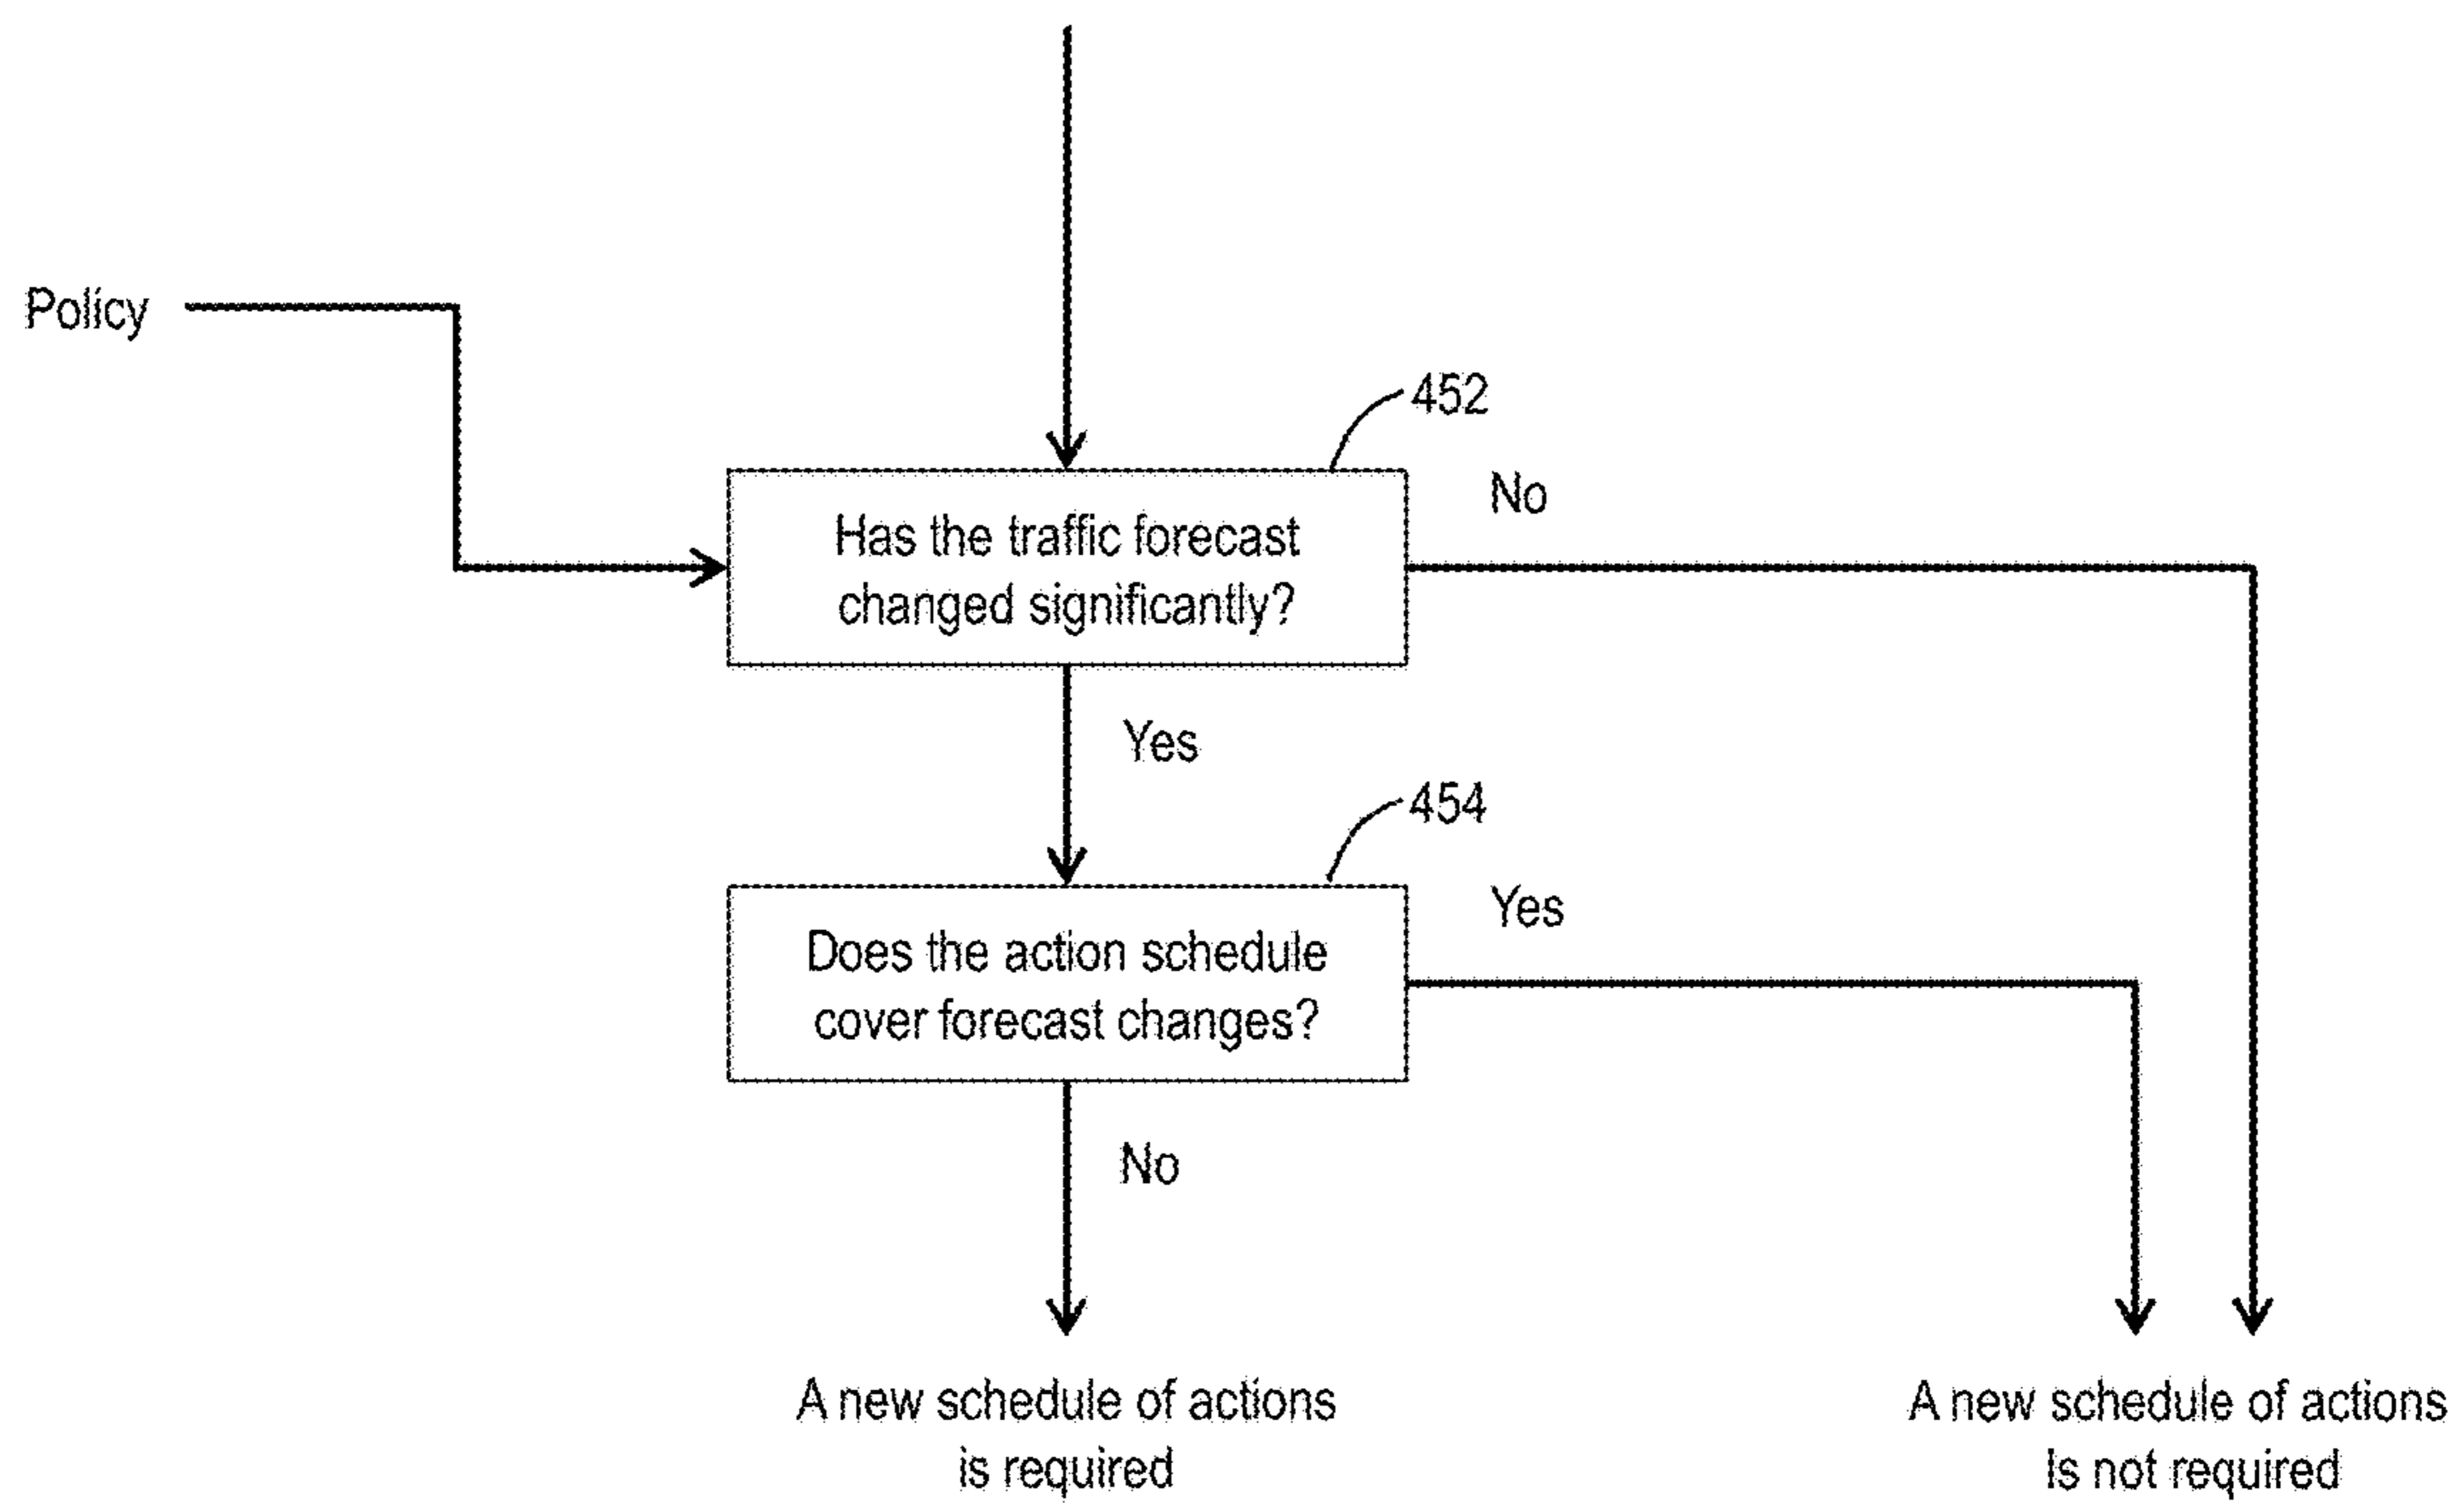 Policy
452
No
Has the traffic forecast
changed significantly?
Yes
454
Yes
Does the action schedule
cover forecast changes?
No
A new schedule of actions
is required
A new schedule of actions
Is not required